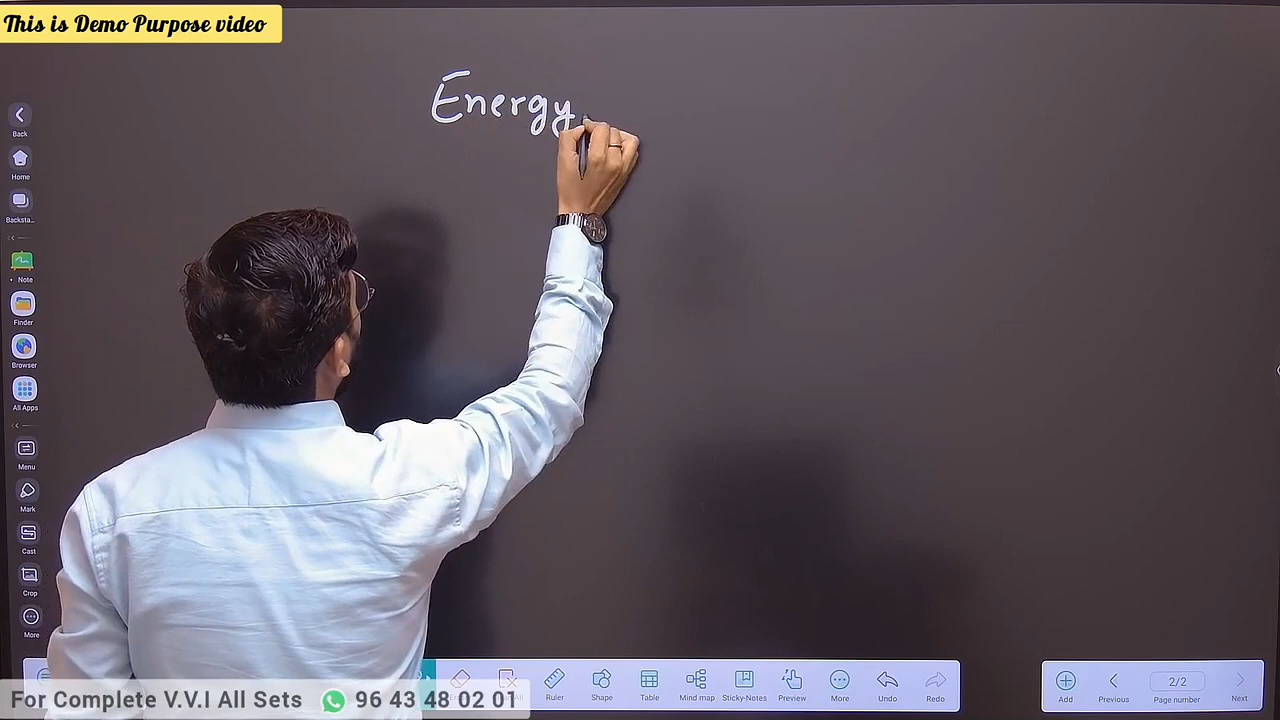 This is Demo Purpose video
Energy
Back
Home
Backsta...
Note
Finder
Browser
All Apps
Menu
Mark
Cast
Crop
More
Ruler
Shape
Table
Mind map
Sticky-Notes
Preview
More
Undo
Redo
Add
Previous
2/2
Page number
Next
For Complete V.V.I All Sets 96 43 48 02 01